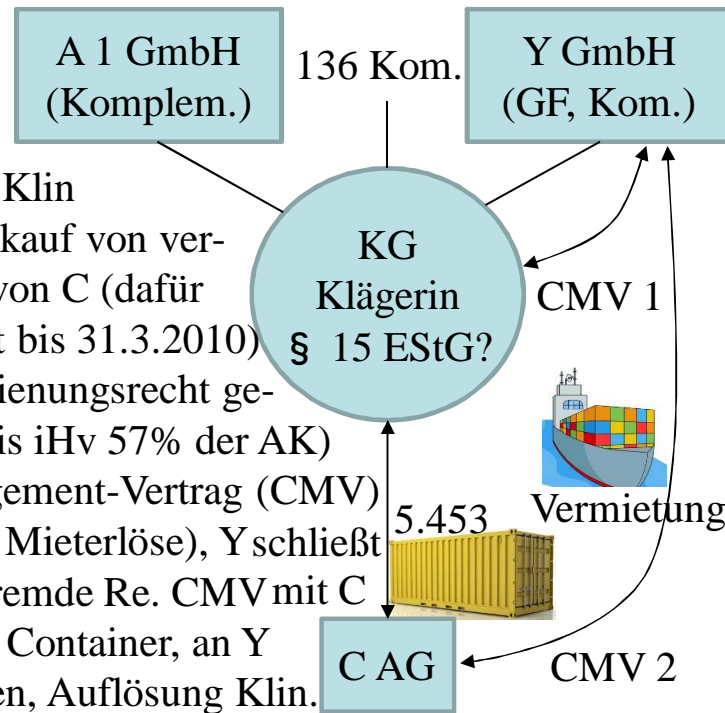 A 1 GmbH
(Komplem.)
136 Kom.
Y GmbH
(GF, Kom.)
Klin
kauf von ver-
von C (dafür
t bis 31.3.2010)
ienungsrecht ge-
is iHv 57% der AK)
gement-Vertrag (CMV)
Mieterlöse), Y schließt
remde Re. CMV mit C
Container, an Y
en, Auflösung Klin.
KG
Klägerin
§ 15 EStG?
CMV 1
5.453
Vermietung
C AG
CMV 2